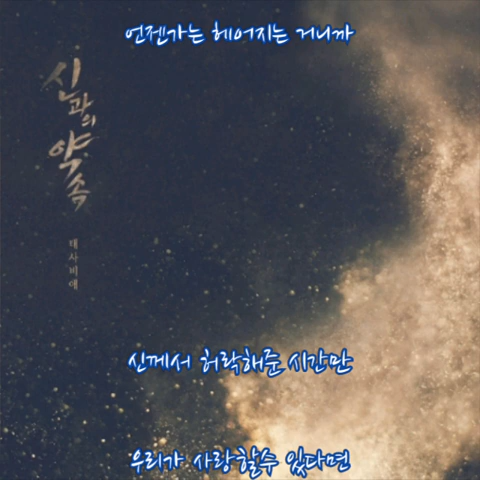 언젠가는 헤어지는 거니까
신과의 약속
태사비애
신께서 허락해준 시간만
우리가 사랑할수 있다면